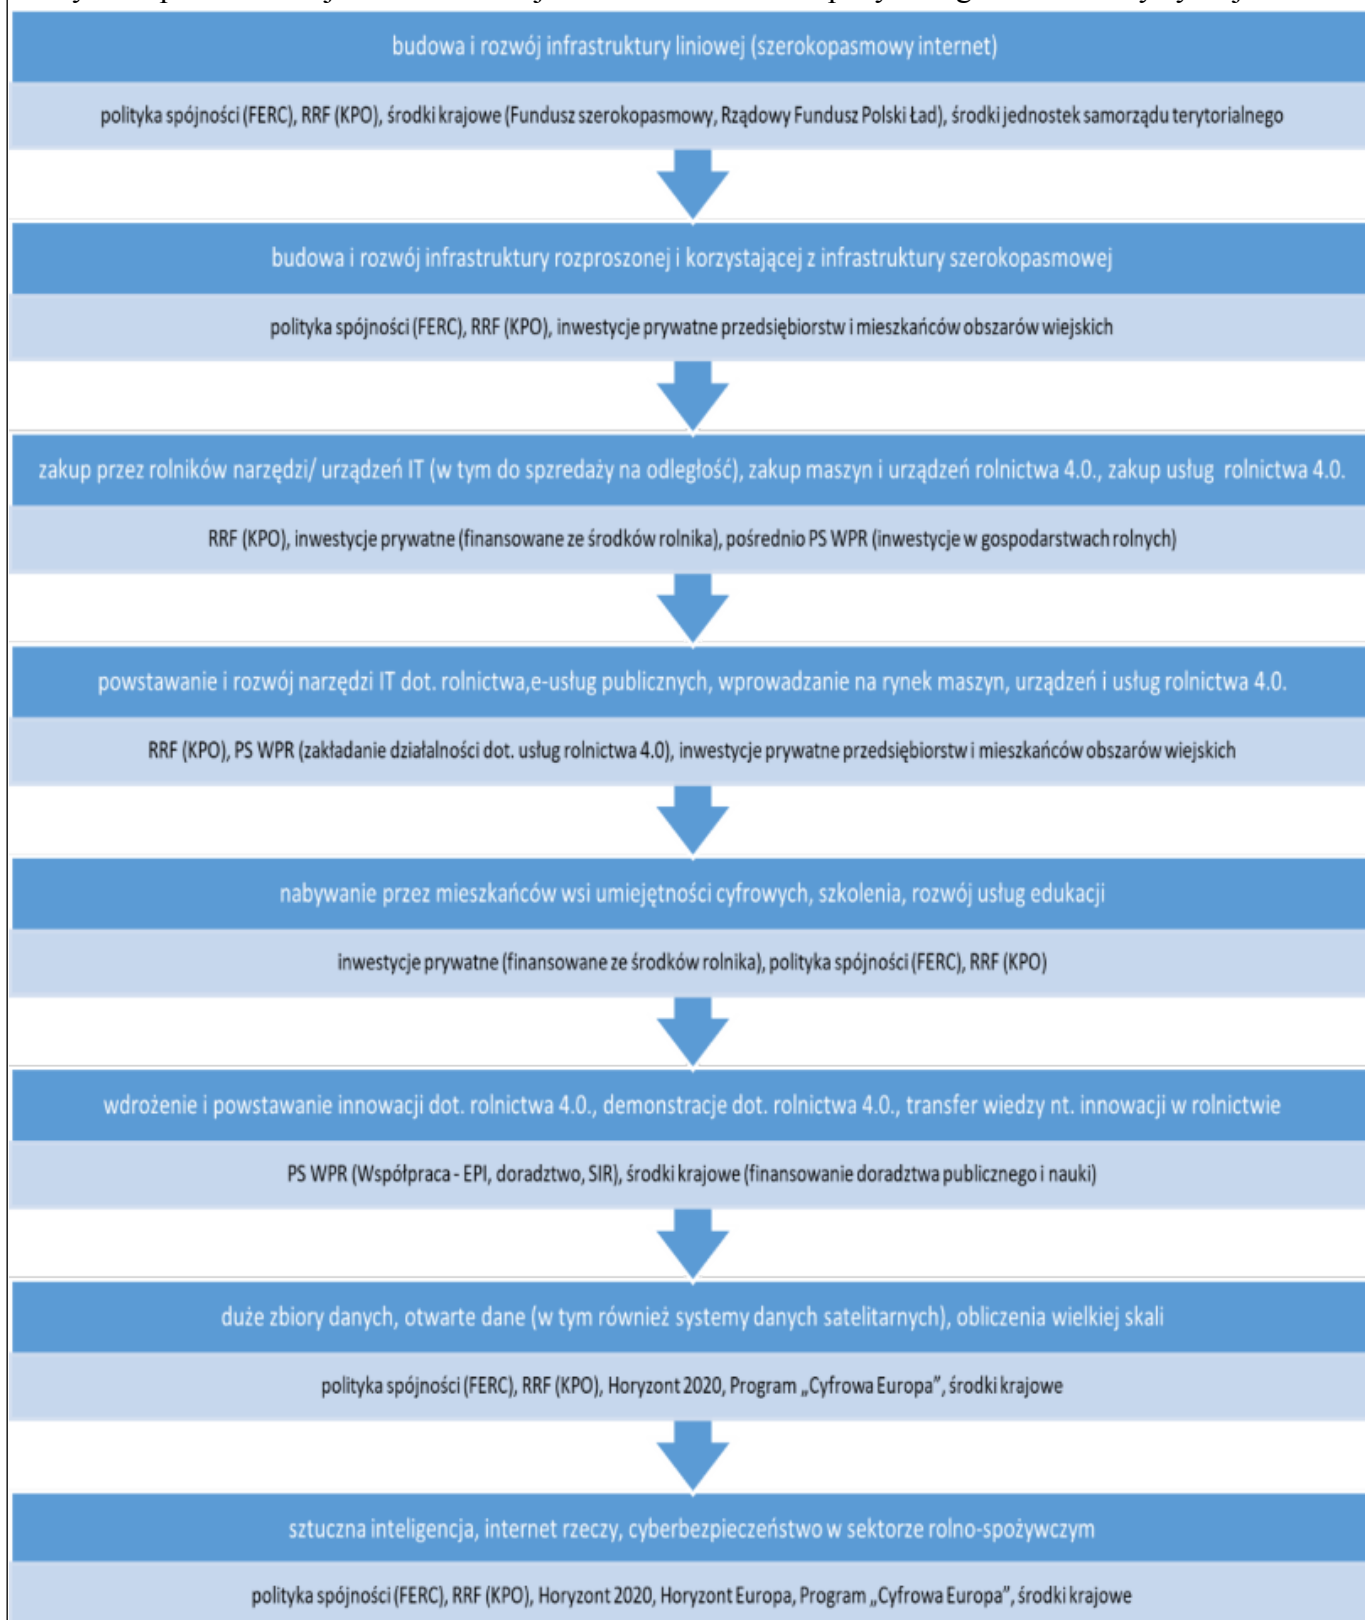 budowa i rozwój infrastruktury liniowej (szerokopasmowy internet)
polityka spójności (FERC), RRF (KPO), środki krajowe (Fundusz szerokopasmowy, Rządowy Fundusz Polski Ład), środki jednostek samorządu terytorialnego
budowa i rozwój infrastruktury rozproszonej i korzystającej z infrastruktury szerokopasmowej
polityka spójności (FERC), RRF (KPO), inwestycje prywatne przedsiębiorstw i mieszkańców obszarów wiejskich
zakup przez rolników narzędzi/ urządzeń IT (w tym do spzredaży na odległość), zakup maszyn i urządzeń rolnictwa 4.0., zakup usług rolnictwa 4.0.
RRF (KPO), inwestycje prywatne (finansowane ze środków rolnika), pośrednio PS WPR (inwestycje w gospodarstwach rolnych)
powstawanie i rozwój narzędzi IT dot. rolnictwa,e-usług publicznych, wprowadzanie na rynek maszyn, urządzeń i usług rolnictwa 4.0.
RRF (KPO), PS WPR (zakładanie działalności dot. usług rolnictwa 4.0), inwestycje prywatne przedsiębiorstw i mieszkańców obszarów wiejskich
nabywanie przez mieszkańców wsi umiejętności cyfrowych, szkolenia, rozwój usług edukacji
inwestycje prywatne (finansowane ze środków rolnika), polityka spójności (FERC), RRF (KPO)
wdrożenie i powstawanie innowacji dot. rolnictwa 4.0., demonstracje dot. rolnictwa 4.0., transfer wiedzy nt. innowacji w rolnictwie
PS WPR (Współpraca - EPI, doradztwo, SIR), środki krajowe (finansowanie doradztwa publicznego i nauki)
duże zbiory danych, otwarte dane (w tym również systemy danych satelitarnych), obliczenia wielkiej skali
polityka spójności (FERC), RRF (KPO), Horyzont 2020, Program „Cyfrowa Europa”, środki krajowe
sztuczna inteligencja, internet rzeczy, cyberbezpieczeństwo w sektorze rolno-spożywczym
polityka spójności (FERC), RRF (KPO), Horyzont 2020, Horyzont Europa, Program „Cyfrowa Europa”, środki krajowe